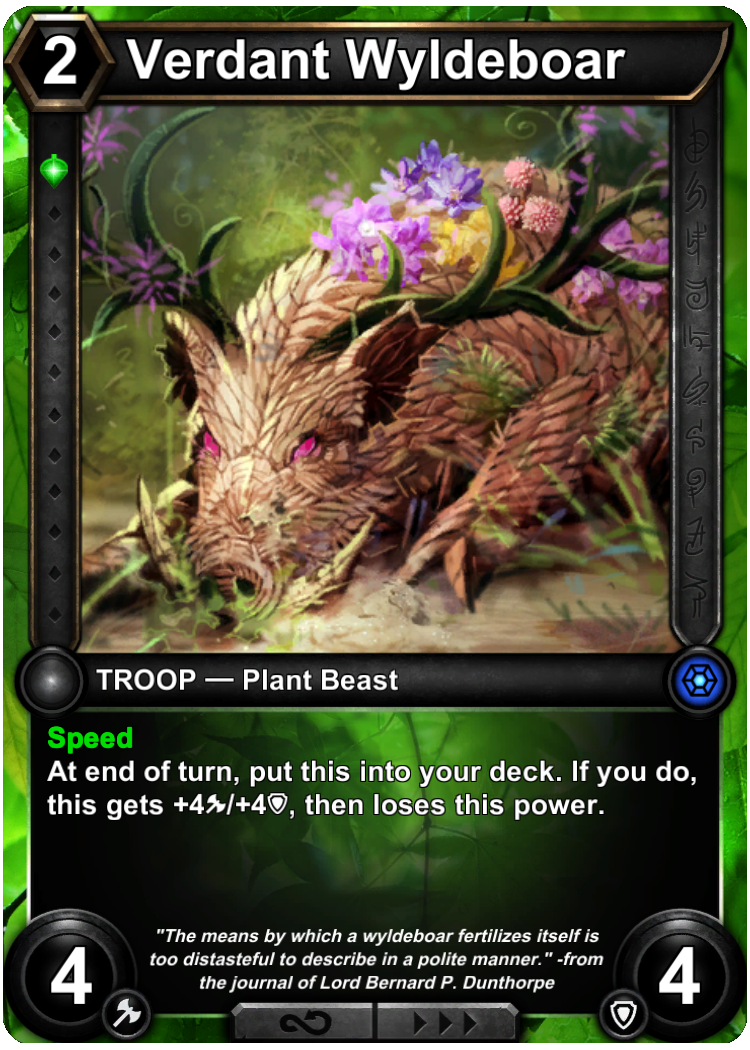 2 Verdant Wyldeboar
TROOP — Plant Beast
Speed
At end of turn, put this into your deck. If you do,
this gets +4/+4, then loses this power.
"The means by which a wyldeboar fertilizes itself is
too distasteful to describe in a polite manner." -from
the journal of Lord Bernard P. Dunthorpe
4 4